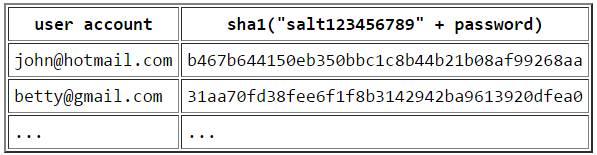 user account sha1("salt123456789" + password)
john@hotmail.com b467b644150eb350bbc1c8b44b21b08af99268aa
betty@gmail.com 31aa70fd38fee6f1f8b3142942ba9613920dfea0
... ...